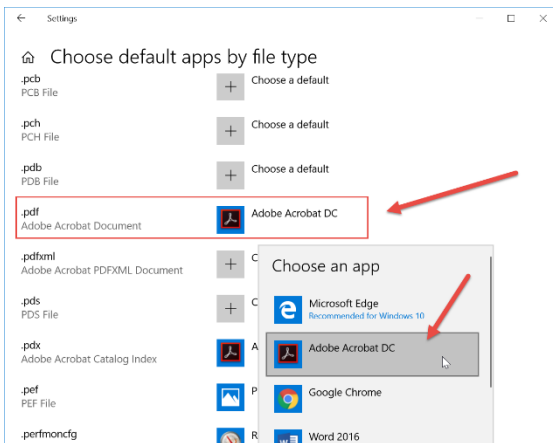 Settings
Choose default apps by file type
.pcb
PCB File
Choose a default
.pch
PCH File
Choose a default
.pdb
PDB File
Choose a default
.pdf
Adobe Acrobat Document
Adobe Acrobat DC
.pdfxml
Adobe Acrobat PDFXML Document
C
.pds
PDS File
C
.pdx
Adobe Acrobat Catalog Index
A
.pef
PEF File
P
.perfmoncfg
R
Choose an app
Microsoft Edge
Recommended for Windows 10
Adobe Acrobat DC
Google Chrome
Word 2016